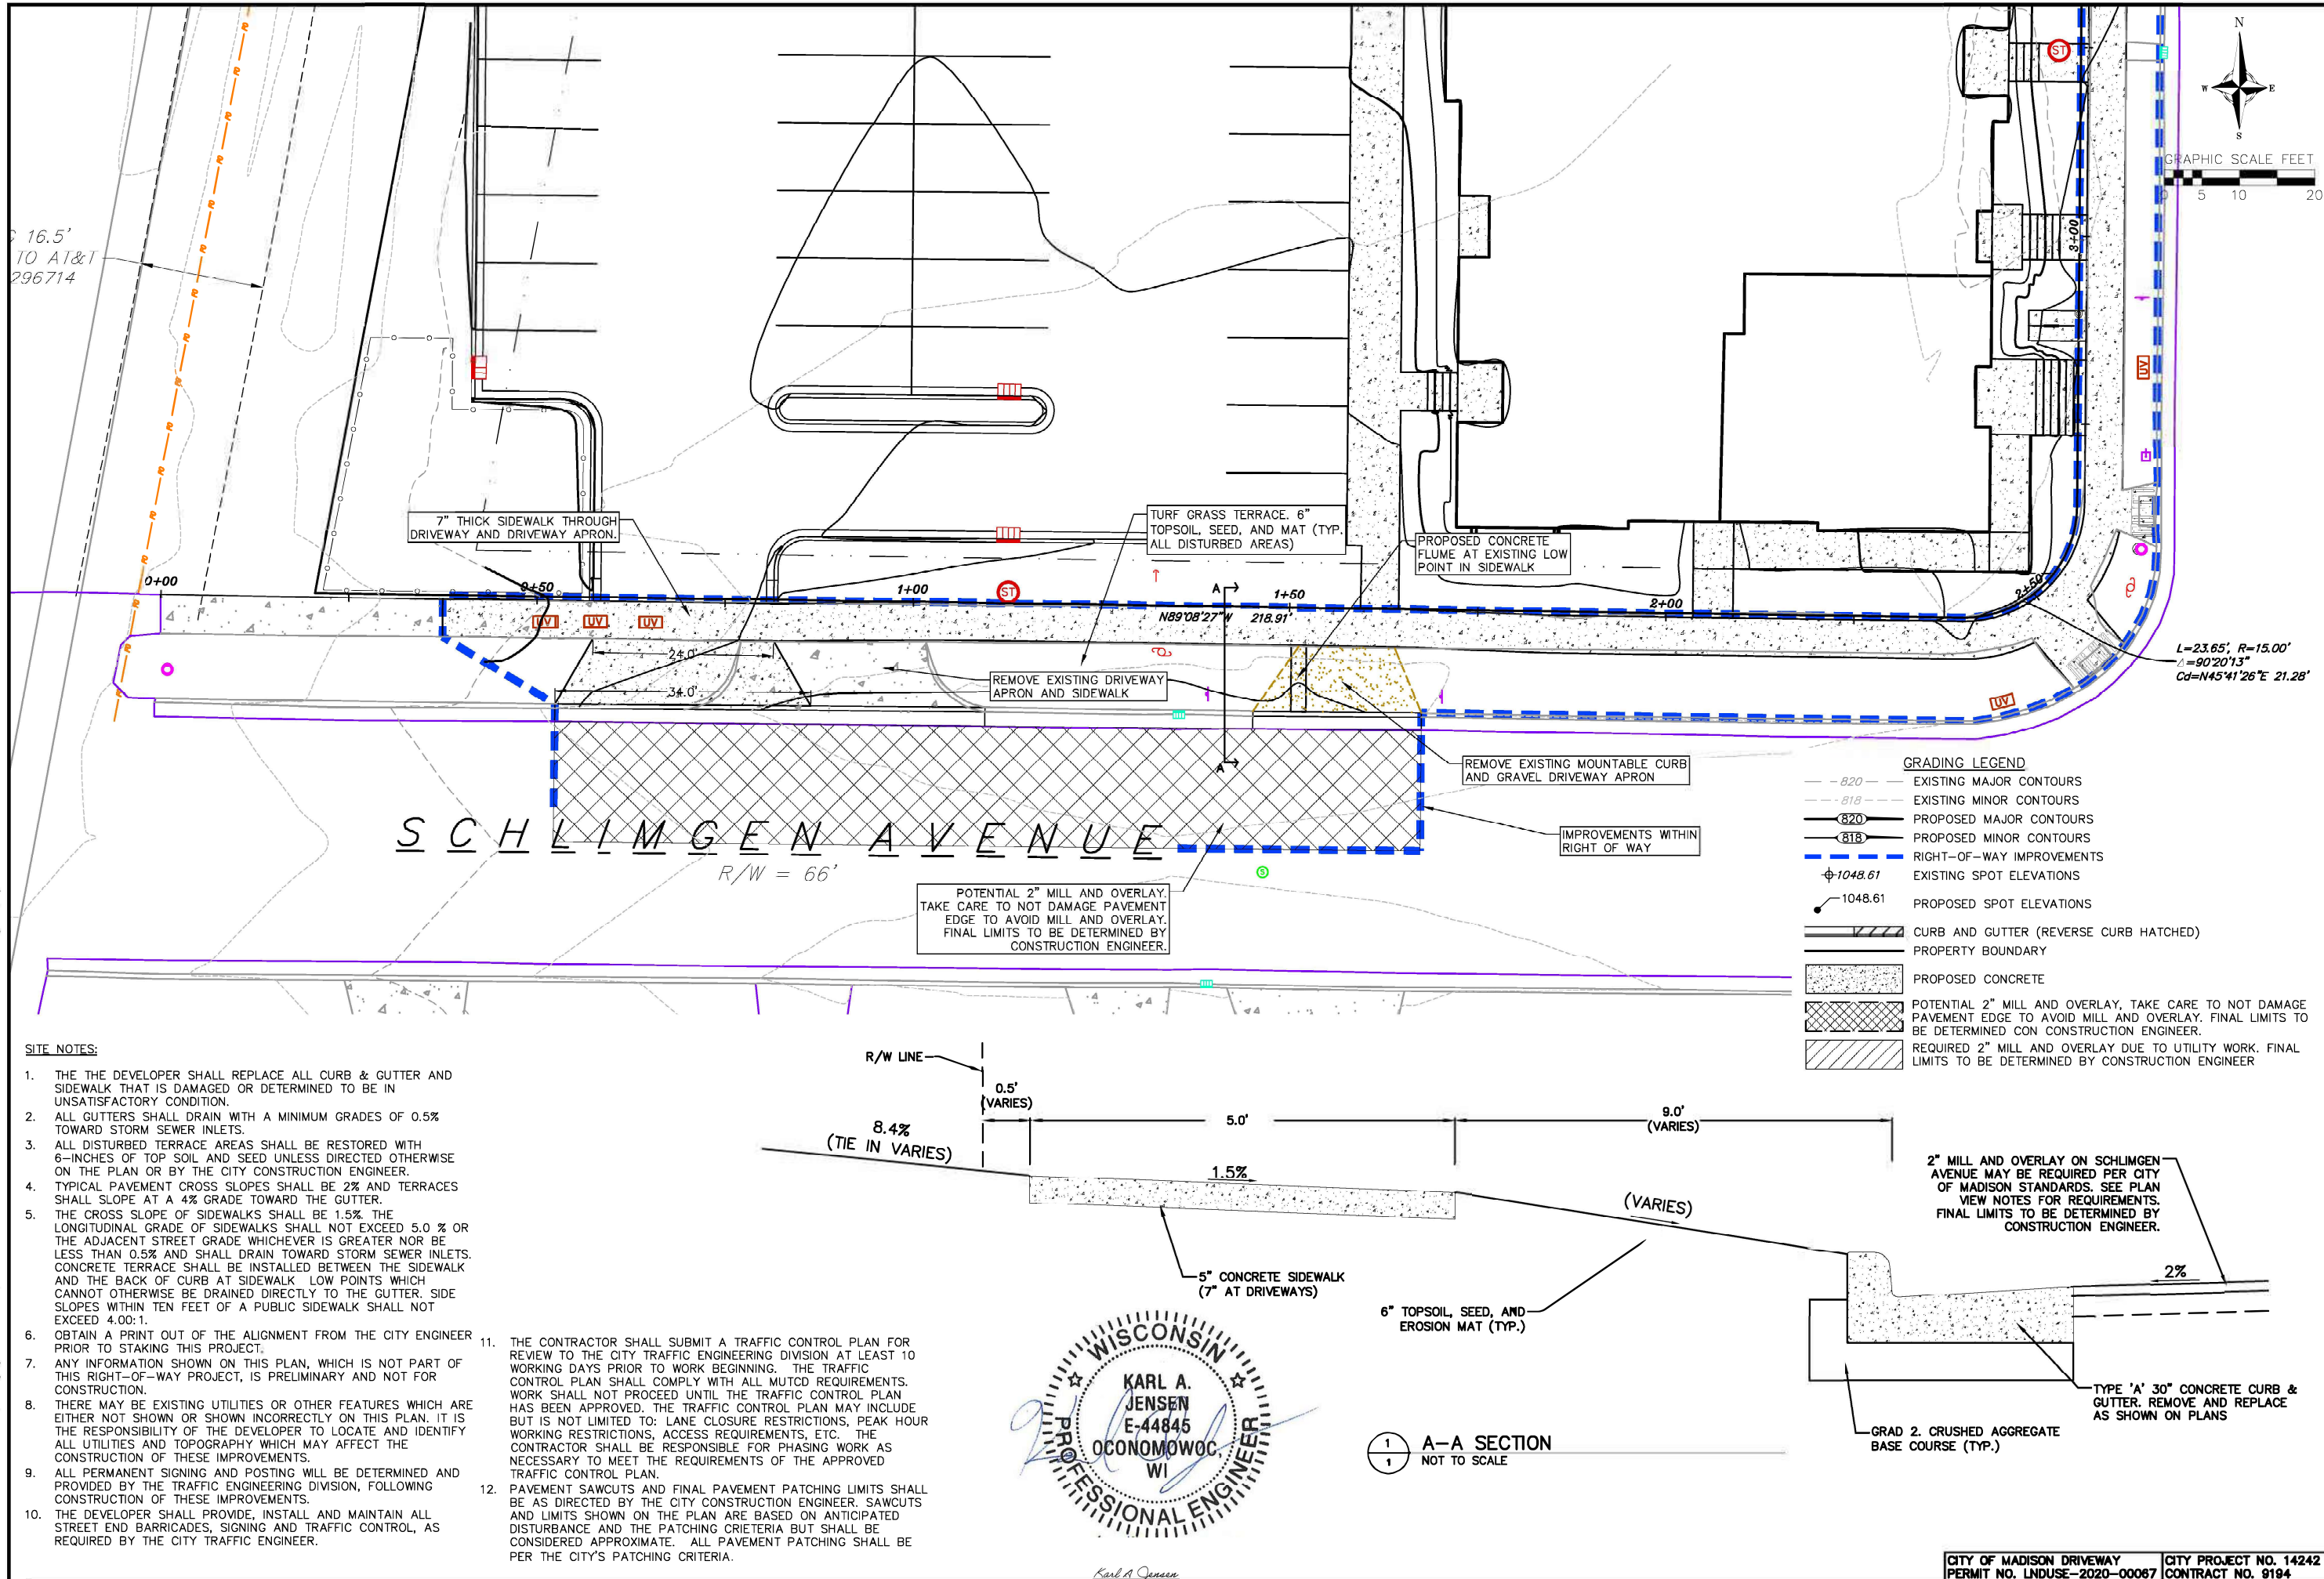 N
W
E
S
GRAPHIC SCALE FEET
0 5 10 20
16.5'
TO AT&T
296714
ST
3+00
UV
7" THICK SIDEWALK THROUGH
DRIVEWAY AND DRIVEWAY APRON.
TURF GRASS TERRACE. 6"
TOPSOIL, SEED, AND MAT (TYP.
ALL DISTURBED AREAS)
PROPOSED CONCRETE
FLUME AT EXISTING LOW
POINT IN SIDEWALK
0+00
0+50
1+00
ST
1+50
2+00
2+50
A
UV
UV
UV
N89°08'27"W 218.91'
24.0'
34.0'
REMOVE EXISTING DRIVEWAY
APRON AND SIDEWALK
L=23.65', R=15.00'
△=90°20'13"
Cd=N45°41'26"E 21.28'
UV
A
REMOVE EXISTING MOUNTABLE CURB
AND GRAVEL DRIVEWAY APRON
IMPROVEMENTS WITHIN
RIGHT OF WAY
SCHLIMGEN AVENUE
R/W = 66'
S
POTENTIAL 2" MILL AND OVERLAY.
TAKE CARE TO NOT DAMAGE PAVEMENT
EDGE TO AVOID MILL AND OVERLAY.
FINAL LIMITS TO BE DETERMINED BY
CONSTRUCTION ENGINEER.
GRADING LEGEND
820 EXISTING MAJOR CONTOURS
818 EXISTING MINOR CONTOURS
820 PROPOSED MAJOR CONTOURS
818 PROPOSED MINOR CONTOURS
RIGHT-OF-WAY IMPROVEMENTS
1048.61 EXISTING SPOT ELEVATIONS
1048.61 PROPOSED SPOT ELEVATIONS
CURB AND GUTTER (REVERSE CURB HATCHED)
PROPERTY BOUNDARY
PROPOSED CONCRETE
POTENTIAL 2" MILL AND OVERLAY, TAKE CARE TO NOT DAMAGE
PAVEMENT EDGE TO AVOID MILL AND OVERLAY. FINAL LIMITS TO
BE DETERMINED CON CONSTRUCTION ENGINEER.
REQUIRED 2" MILL AND OVERLAY DUE TO UTILITY WORK. FINAL
LIMITS TO BE DETERMINED BY CONSTRUCTION ENGINEER
SITE NOTES:
1. THE THE DEVELOPER SHALL REPLACE ALL CURB & GUTTER AND
SIDEWALK THAT IS DAMAGED OR DETERMINED TO BE IN
UNSATISFACTORY CONDITION.
2. ALL GUTTERS SHALL DRAIN WITH A MINIMUM GRADES OF 0.5%
TOWARD STORM SEWER INLETS.
3. ALL DISTURBED TERRACE AREAS SHALL BE RESTORED WITH
6-INCHES OF TOP SOIL AND SEED UNLESS DIRECTED OTHERWISE
ON THE PLAN OR BY THE CITY CONSTRUCTION ENGINEER.
4. TYPICAL PAVEMENT CROSS SLOPES SHALL BE 2% AND TERRACES
SHALL SLOPE AT A 4% GRADE TOWARD THE GUTTER.
5. THE CROSS SLOPE OF SIDEWALKS SHALL BE 1.5%. THE
LONGITUDINAL GRADE OF SIDEWALKS SHALL NOT EXCEED 5.0 % OR
THE ADJACENT STREET GRADE WHICHEVER IS GREATER NOR BE
LESS THAN 0.5% AND SHALL DRAIN TOWARD STORM SEWER INLETS.
CONCRETE TERRACE SHALL BE INSTALLED BETWEEN THE SIDEWALK
AND THE BACK OF CURB AT SIDEWALK LOW POINTS WHICH
CANNOT OTHERWISE BE DRAINED DIRECTLY TO THE GUTTER. SIDE
SLOPES WITHIN TEN FEET OF A PUBLIC SIDEWALK SHALL NOT
EXCEED 4.00:1.
6. OBTAIN A PRINT OUT OF THE ALIGNMENT FROM THE CITY ENGINEER
PRIOR TO STAKING THIS PROJECT.
7. ANY INFORMATION SHOWN ON THIS PLAN, WHICH IS NOT PART OF
THIS RIGHT-OF-WAY PROJECT, IS PRELIMINARY AND NOT FOR
CONSTRUCTION.
8. THERE MAY BE EXISTING UTILITIES OR OTHER FEATURES WHICH ARE
EITHER NOT SHOWN OR SHOWN INCORRECTLY ON THIS PLAN. IT IS
THE RESPONSIBILITY OF THE DEVELOPER TO LOCATE AND IDENTIFY
ALL UTILITIES AND TOPOGRAPHY WHICH MAY AFFECT THE
CONSTRUCTION OF THESE IMPROVEMENTS.
9. ALL PERMANENT SIGNING AND POSTING WILL BE DETERMINED AND
PROVIDED BY THE TRAFFIC ENGINEERING DIVISION, FOLLOWING
CONSTRUCTION OF THESE IMPROVEMENTS.
10. THE DEVELOPER SHALL PROVIDE, INSTALL AND MAINTAIN ALL
STREET END BARRICADES, SIGNING AND TRAFFIC CONTROL, AS
REQUIRED BY THE CITY TRAFFIC ENGINEER.
11. THE CONTRACTOR SHALL SUBMIT A TRAFFIC CONTROL PLAN FOR
REVIEW TO THE CITY TRAFFIC ENGINEERING DIVISION AT LEAST 10
WORKING DAYS PRIOR TO WORK BEGINNING. THE TRAFFIC
CONTROL PLAN SHALL COMPLY WITH ALL MUTCD REQUIREMENTS.
WORK SHALL NOT PROCEED UNTIL THE TRAFFIC CONTROL PLAN
HAS BEEN APPROVED. THE TRAFFIC CONTROL PLAN MAY INCLUDE
BUT IS NOT LIMITED TO: LANE CLOSURE RESTRICTIONS, PEAK HOUR
WORKING RESTRICTIONS, ACCESS REQUIREMENTS, ETC. THE
CONTRACTOR SHALL BE RESPONSIBLE FOR PHASING WORK AS
NECESSARY TO MEET THE REQUIREMENTS OF THE APPROVED
TRAFFIC CONTROL PLAN.
12. PAVEMENT SAWCUTS AND FINAL PAVEMENT PATCHING LIMITS SHALL
BE AS DIRECTED BY THE CITY CONSTRUCTION ENGINEER. SAWCUTS
AND LIMITS SHOWN ON THE PLAN ARE BASED ON ANTICIPATED
DISTURBANCE AND THE PATCHING CRIETERIA BUT SHALL BE
CONSIDERED APPROXIMATE. ALL PAVEMENT PATCHING SHALL BE
PER THE CITY'S PATCHING CRITERIA.
R/W LINE
0.5'
(VARIES)
5.0'
9.0'
(VARIES)
8.4%
(TIE IN VARIES)
1.5%
(VARIES)
2%
2" MILL AND OVERLAY ON SCHLIMGEN
AVENUE MAY BE REQUIRED PER CITY
OF MADISON STANDARDS. SEE PLAN
VIEW NOTES FOR REQUIREMENTS.
FINAL LIMITS TO BE DETERMINED BY
CONSTRUCTION ENGINEER.
5" CONCRETE SIDEWALK
(7" AT DRIVEWAYS)
6" TOPSOIL, SEED, AND
EROSION MAT (TYP.)
TYPE 'A' 30" CONCRETE CURB &
GUTTER. REMOVE AND REPLACE
AS SHOWN ON PLANS
GRAD 2. CRUSHED AGGREGATE
BASE COURSE (TYP.)
1
1
A-A SECTION
NOT TO SCALE
WISCONSIN
KARL A.
JENSEN
E-44845
OCONOMOWOC,
WI
PROFESSIONAL ENGINEER
Karl A Jensen
CITY OF MADISON DRIVEWAY
PERMIT NO. LNDUSE-2020-00067
CITY PROJECT NO. 14242
CONTRACT NO. 9194